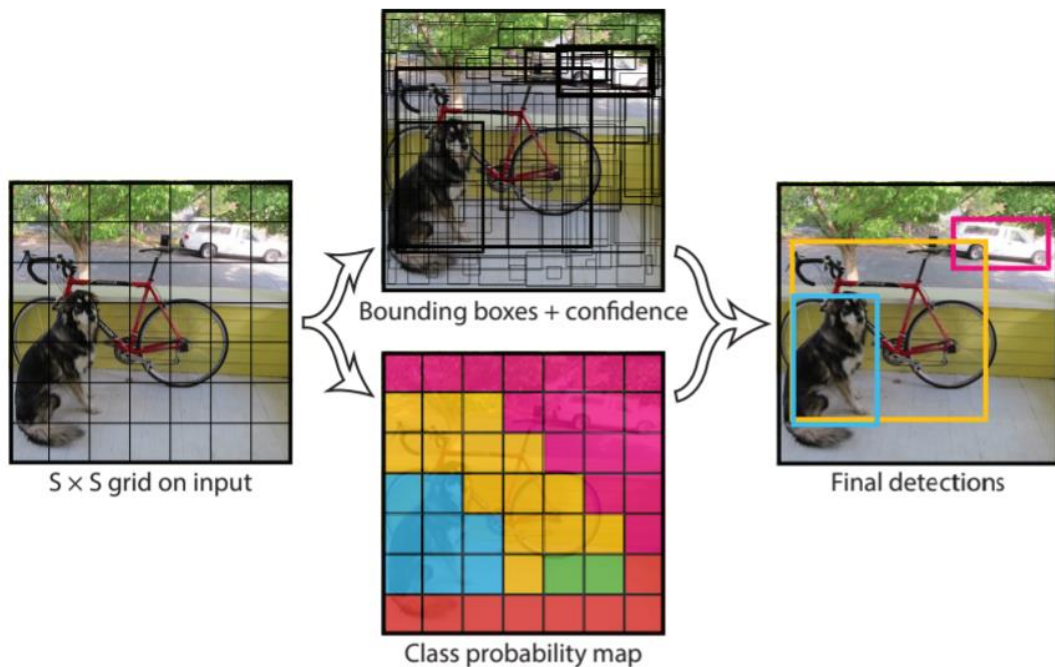 Bounding boxes + confidence
S × S grid on input
Final detections
Class probability map